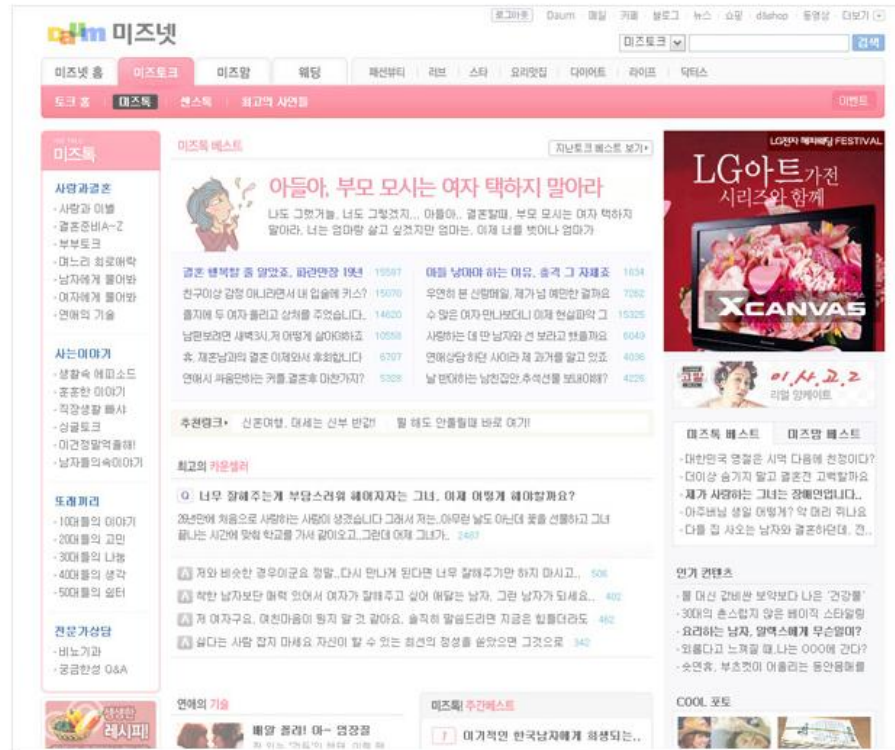 로그아웃 Daum 메일 카페 블로그 뉴스 쇼핑 d&shop 동영상 더보기
Daum 미즈넷
미즈토크 검색
미즈넷 홈 미즈토크 미즈맘 웨딩 패션뷰티 러브 스타 요리맛집 다이어트 라이프 닥터스
토크 홈 미즈톡 센스톡 최고의 사연들 이벤트
미즈톡
사랑과결혼
·사랑과 이별
·결혼준비A~Z
·부부토크
·며느리 희로애락
·남자에게 물어봐
·여자에게 물어봐
·연애의 기술
사는이야기
·생활속 에피소드
·훈훈한 이야기
·직장생활 빠샤
·싱글토크
·이건정말억울해!
·남자들의속이야기
또래끼리
·10대들의 이야기
·20대들의 고민
·30대들의 나눔
·40대들의 생각
·50대들의 쉼터
전문가상담
·비뇨기과
·궁금한성 Q&A
생생한
레시피!
미즈톡 베스트 지난토크 베스트 보기
아들아, 부모 모시는 여자 택하지 말아라
나도 그랬거늘, 너도 그렇겠지... 아들아.. 결혼할때, 부모 모시는 여자 택하지
말아라, 너는 엄마랑 살고 싶겠지만 엄마는, 이제 너를 벗어나 엄마가
결혼 행복할 줄 알았죠, 파란만장 19년 15597
친구이상 감정 아니라면서 내 입술에 키스? 15070
졸지에 두 여자 울리고 상처를 주었습니다. 14620
남편보려면 새벽3시,저 어떻게 살아야하죠 10558
휴, 재혼남과의 결혼 이제와서 후회합니다 6797
연애시 싸움만하는 커플,결혼후 마찬가지? 5328
아들 낳아야 하는 이유, 충격 그 자체죠 1834
우연히 본 신랑메일, 제가 넘 예민한 걸까요 7262
수 많은 여자 만나보더니 이제 현실파악 그 15325
사랑하는 데 딴 남자와 선 보라고 했을까요 6049
연애상담 하던 사이라 제 과거를 알고 있죠 4036
날 반대하는 남친집안,추석선물 보내야해? 4226
추천링크 신혼여행, 대세는 신부 반값! 뭘 해도 안풀릴때 바로 여기!
최고의 카운셀러
Q 너무 잘해주는게 부담스러워 헤어지자는 그녀, 이제 어떻게 해야할까요?
28년만에 처음으로 사랑하는 사람이 생겼습니다 그래서 저는..아무런 날도 아닌데 꽃을 선물하고 그녀
끝나는 시간에 맞춰 학교를 가서 같이오고..그런데 어제 그녀가.. 2487
A 저와 비슷한 경우이군요 정말..다시 만나게 된다면 너무 잘해주기만 하지 마시고.. 506
A 착한 남자보단 매력 있어서 여자가 잘해주고 싶어 애달는 남자, 그런 남자가 되세요.. 402
A 저 여자구요, 여친마음이 뭔지 알 것 같아요. 솔직히 말씀드리면 지금은 힘들더라도 462
A 싫다는 사람 잡지 마세요 자신이 할 수 있는 최선의 정성을 쏟았으면 그것으로 342
연애의 기술
배알 꼴려! 아~ 염장질
미즈톡! 주간베스트
1 이기적인 한국남자에게 희생되는..
LG전자 해피웨딩 FESTIVAL
LG아트가전
시리즈와 함께
XCANVAS
고발 이.사.고.2
리얼 앙케이트
미즈톡 베스트 미즈맘 베스트
·대한민국 명절은 시댁 다음에 친정이다?
·더이상 숨기지 말고 결혼전 고백할까요
·제가 사랑하는 그녀는 장애인입니다..
·아주버님 생일 어떻게? 약 머리 쥐나요
·다들 집 사오는 남자와 결혼하던데, 전..
인기 컨텐츠
·물 대신 값비싼 보약보다 나은 '건강물'
·30대의 촌스럽지 않은 베이직 스타일링
·요리하는 남자, 알렉스에게 무슨일이?
·외롭다고 느껴질 때,나는 OOO에 간다?
·숏연휴, 부츠컷이 어울리는 동안몸매를
COOL 포토